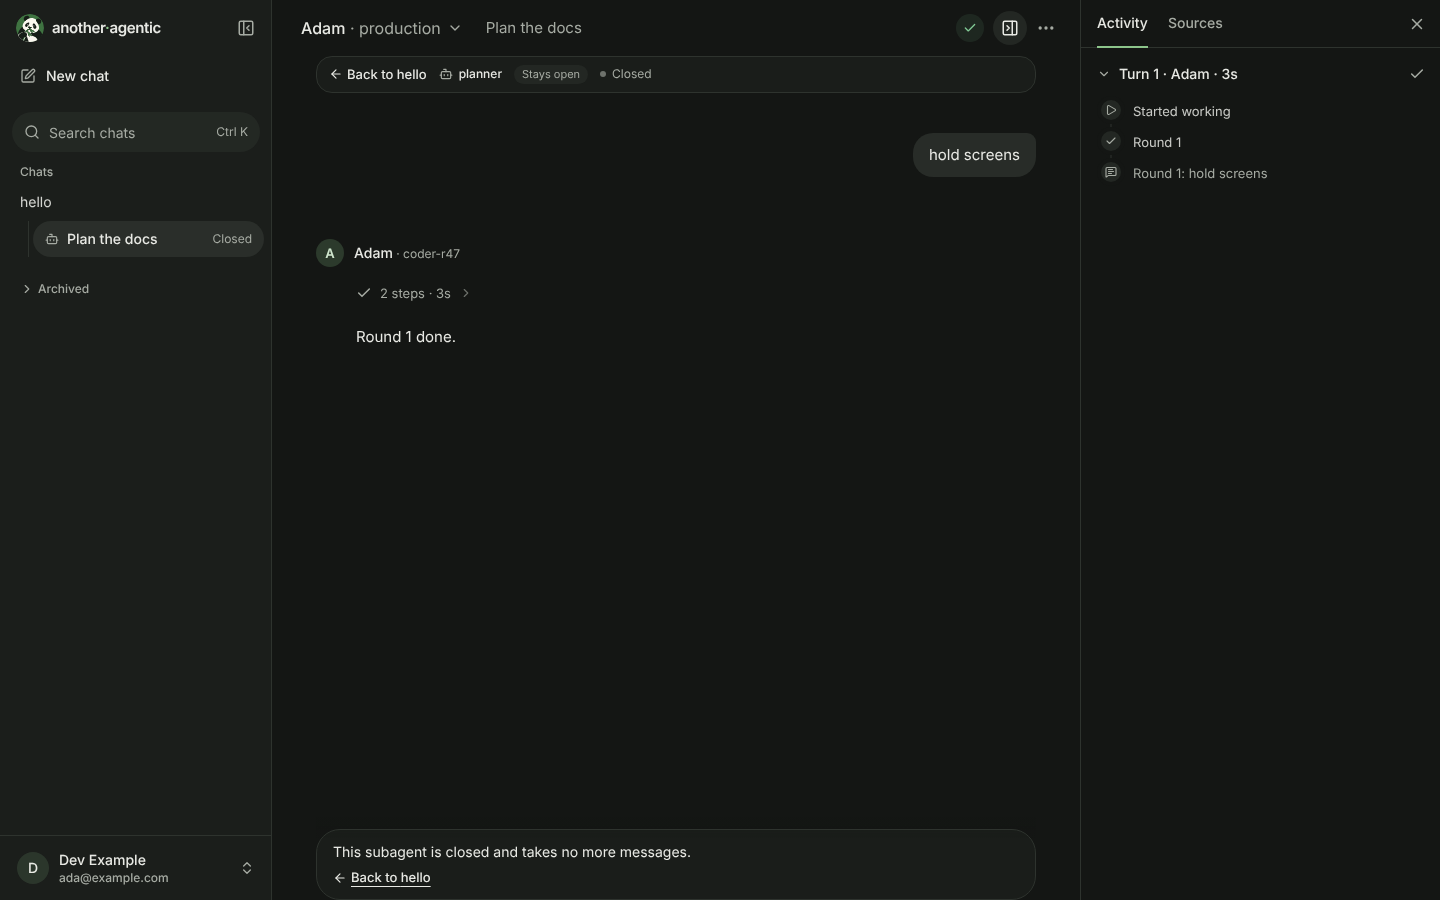 another·agentic
New chat
Search chats Ctrl K
Chats
hello
Plan the docs Closed
Archived
D Dev Example
ada@example.com
Adam · production Plan the docs
Back to hello planner Stays open Closed
hold screens
A Adam · coder-r47
2 steps · 3s
Round 1 done.
This subagent is closed and takes no more messages.
Back to hello
Activity Sources
Turn 1 · Adam · 3s
Started working
Round 1
Round 1: hold screens